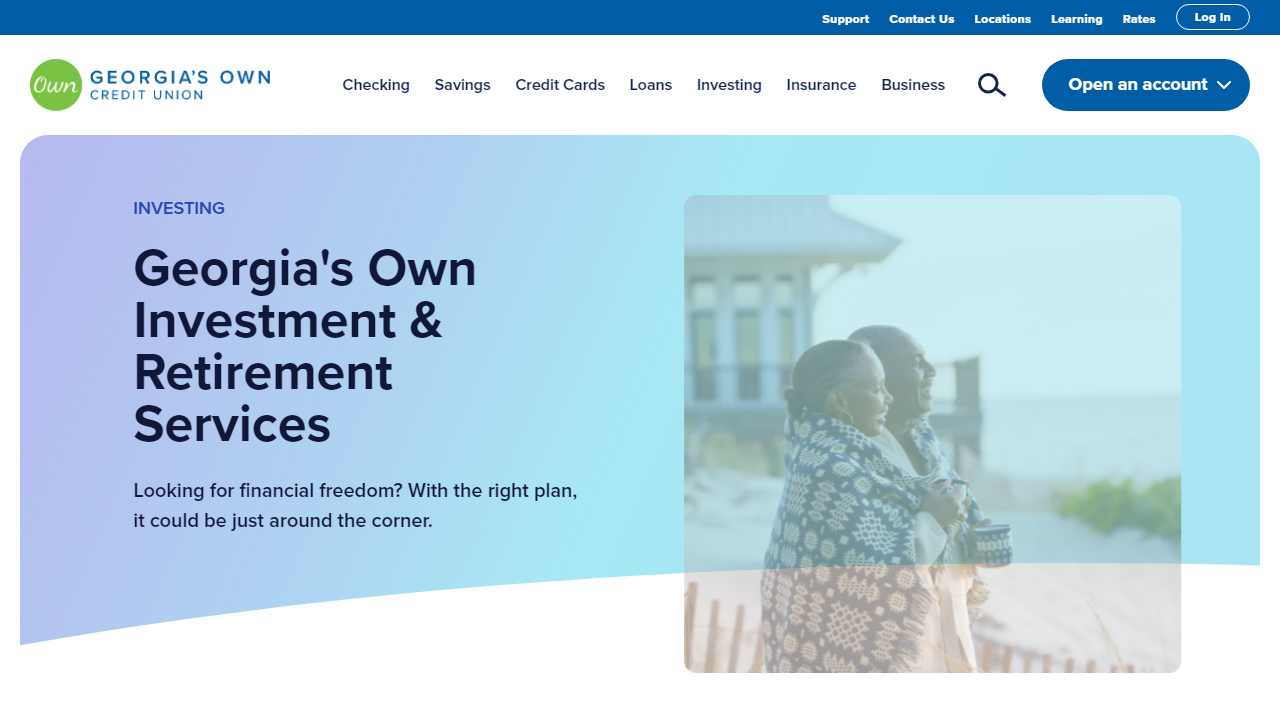 Support Contact Us Locations Learning Rates Log In
Own GEORGIA'S OWN
CREDIT UNION
Checking Savings Credit Cards Loans Investing Insurance Business
Open an account
INVESTING
Georgia's Own
Investment &
Retirement
Services
Looking for financial freedom? With the right plan,
it could be just around the corner.